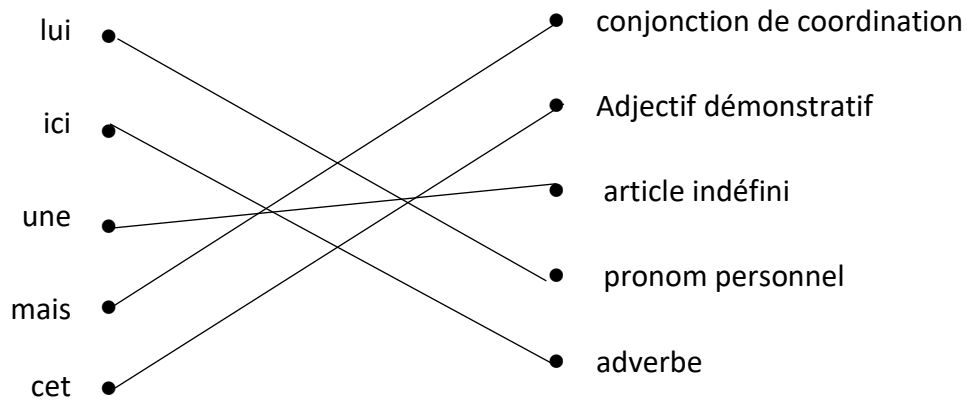 lui
ici
une
mais
cet
conjonction de coordination
Adjectif démonstratif
article indéfini
pronom personnel
adverbe